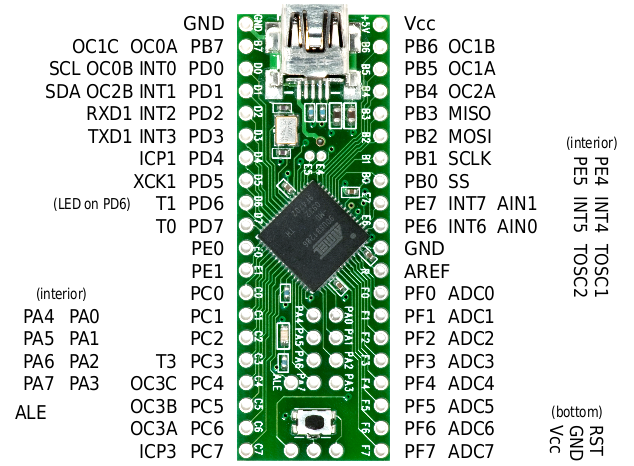 GND Vcc
OC1C OC0A PB7 PB6 OC1B
SCL OC0B INT0 PD0 PB5 OC1A
SDA OC2B INT1 PD1 PB4 OC2A
RXD1 INT2 PD2 PB3 MISO
TXD1 INT3 PD3 PB2 MOSI
ICP1 PD4 PB1 SCLK
XCK1 PD5 PB0 SS
(LED on PD6) T1 PD6 PE7 INT7 AIN1
T0 PD7 PE6 INT6 AIN0
PE0 GND
PE1 AREF
PC0 PF0 ADC0
PC1 PF1 ADC1
PC2 PF2 ADC2
T3 PC3 PF3 ADC3
OC3C PC4 PF4 ADC4
OC3B PC5 PF5 ADC5
OC3A PC6 PF6 ADC6
ICP3 PC7 PF7 ADC7
(interior)
PA4 PA0
PA5 PA1
PA6 PA2
PA7 PA3
ALE
(interior)
PE4 INT4 TOSC1
PE5 INT5 TOSC2
(bottom)
RST
GND
Vcc
GND
B7
D0
D1
D2
D3
D4
D5
D6
D7
E0
E1
C0
C1
C2
C3
C4
C5
C6
C7
+5V
B6
B5
B4
B3
B2
B1
B0
E7
E6
F0
F1
F2
F3
F4
F5
F6
F7
E5
E4
ATMEL
PA4 PA0
PA5 PA1
PA6 PA2
PA7 PA3
ALE